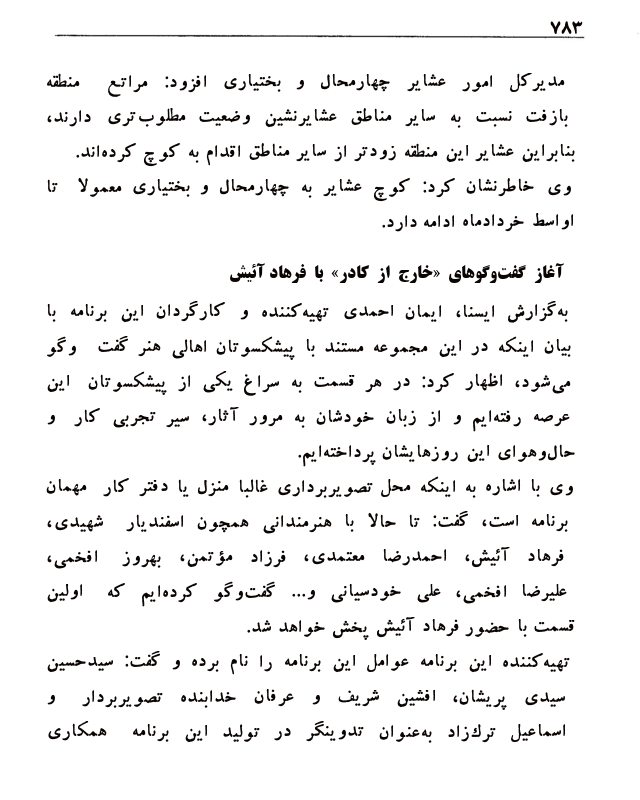 ۷۸۳
مدیرکل امور عشایر چهارمحال و بختیاری افزود: مراتع منطقه
بازفت نسبت به سایر مناطق عشایرنشین وضعیت مطلوب‌تری دارند،
بنابراین عشایر این منطقه زودتر از سایر مناطق اقدام به کوچ کرده‌اند.
وی خاطرنشان کرد: کوچ عشایر به چهارمحال و بختیاری معمولا تا
اواسط خردادماه ادامه دارد.
آغاز گفت‌وگوهای «خارج از کادر» با فرهاد آئیش
به‌گزارش ایسنا، ایمان احمدی تهیه‌کننده و کارگردان این برنامه با
بیان اینکه در این مجموعه مستند با پیشکسوتان اهالی هنر گفت وگو
می‌شود، اظهار کرد: در هر قسمت به سراغ یکی از پیشکسوتان این
عرصه رفته‌ایم و از زبان خودشان به مرور آثار، سیر تجربی کار و
حال‌وهوای این روزهایشان پرداخته‌ایم.
وی با اشاره به اینکه محل تصویربرداری غالبا منزل یا دفتر کار مهمان
برنامه است، گفت: تا حالا با هنرمندانی همچون اسفندیار شهیدی،
فرهاد آئیش، احمدرضا معتمدی، فرزاد مؤتمن، بهروز افخمی،
علیرضا افخمی، علی خودسیانی و... گفت‌وگو کرده‌ایم که اولین
قسمت با حضور فرهاد آئیش پخش خواهد شد.
تهیه‌کننده این برنامه عوامل این برنامه را نام برده و گفت: سیدحسین
سیدی پریشان، افشین شریف و عرفان خدابنده تصویربردار و
اسماعیل ترك‌زاد به‌عنوان تدوینگر در تولید این برنامه همکاری